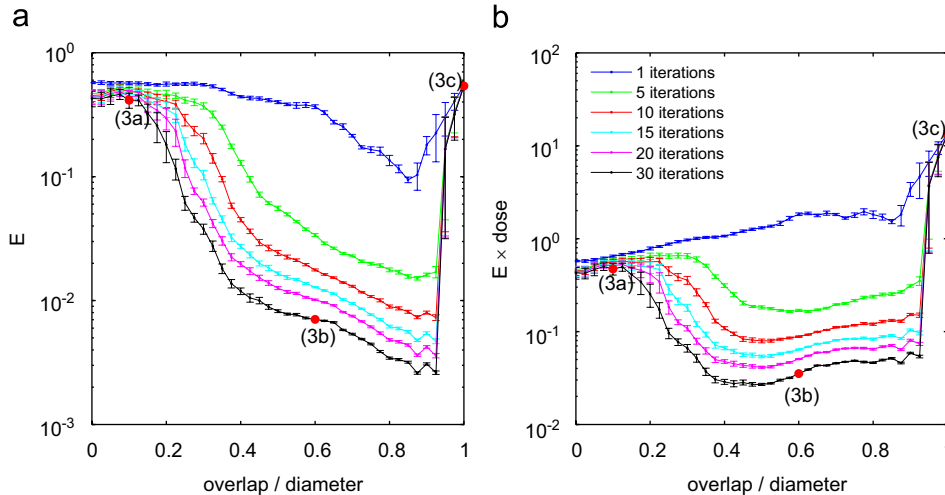 a
10^0
10^-1
10^-2
10^-3
E
0 0.2 0.4 0.6 0.8 1
overlap / diameter
(3a)
(3b)
(3c)
b
10^2
10^1
10^0
10^-1
10^-2
E × dose
0 0.2 0.4 0.6 0.8
overlap / diameter
1 iterations
5 iterations
10 iterations
15 iterations
20 iterations
30 iterations
(3a)
(3b)
(3c)